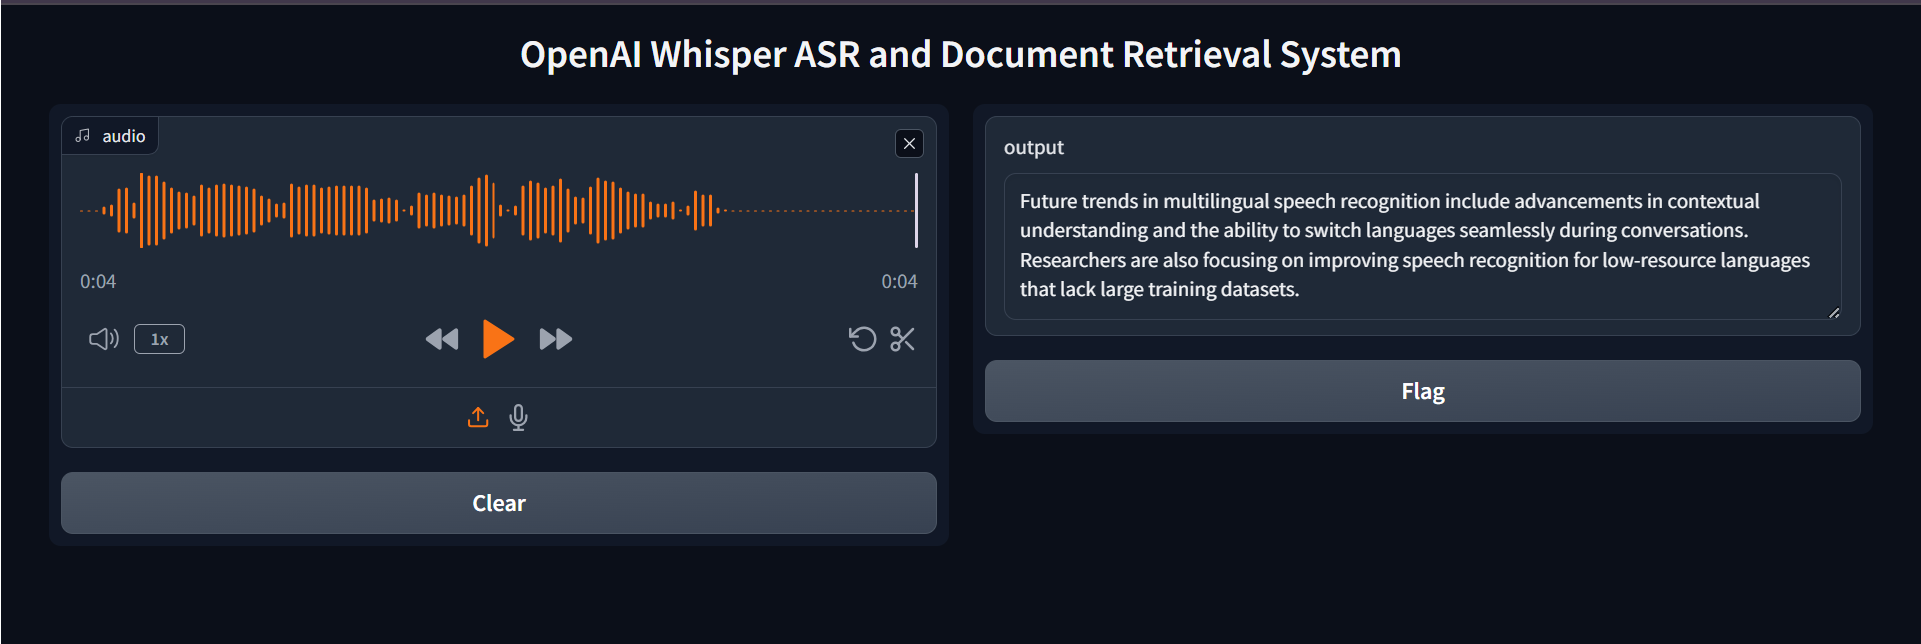 OpenAI Whisper ASR and Document Retrieval System
audio
0:04
0:04
1x
Clear
output
Future trends in multilingual speech recognition include advancements in contextual
understanding and the ability to switch languages seamlessly during conversations.
Researchers are also focusing on improving speech recognition for low-resource languages
that lack large training datasets.
Flag